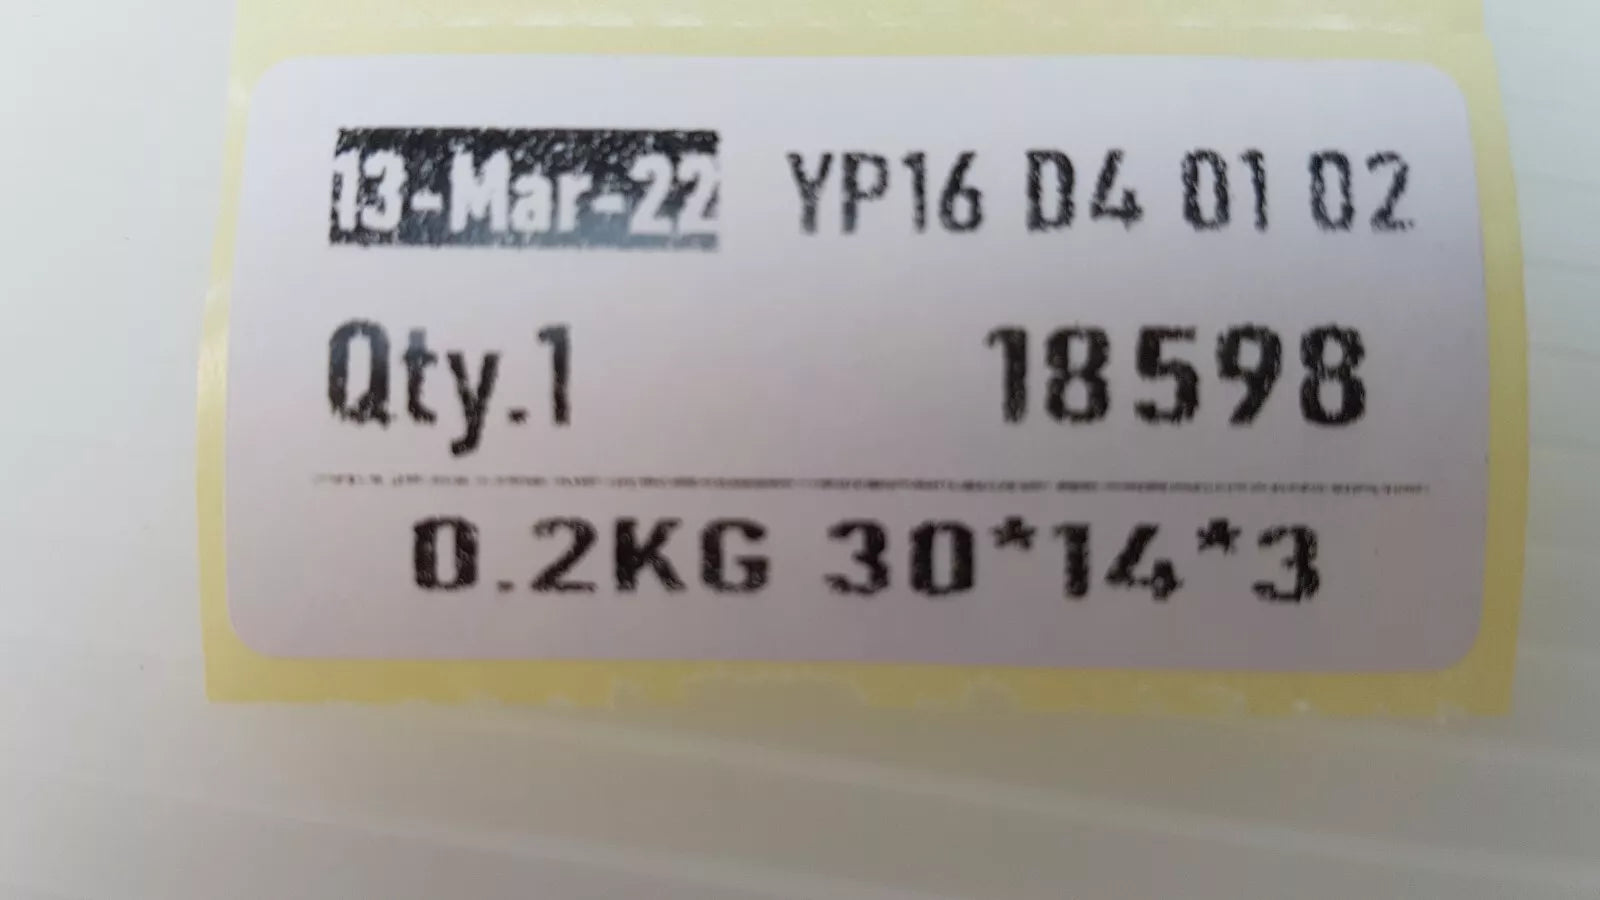 13-Mar-22 YP16 D4 01 02
Qty.1 18598
0.2KG 30*14*3